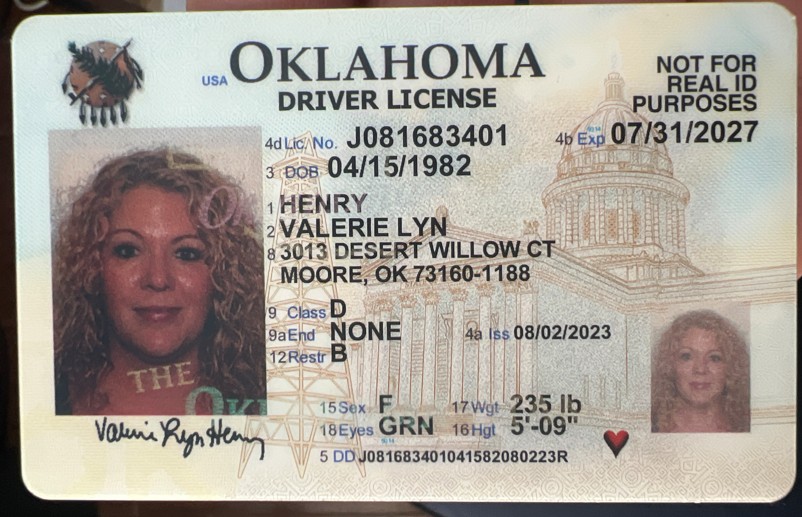 USA OKLAHOMA
DRIVER LICENSE
NOT FOR
REAL ID
PURPOSES
4d Lic. No. J081683401
4b Exp 07/31/2027
3 DOB 04/15/1982
1 HENRY
2 VALERIE LYN
8 3013 DESERT WILLOW CT
MOORE, OK 73160-1188
9 Class D
9a End NONE
4a Iss 08/02/2023
12 Restr B
THE
OK
15 Sex F 17 Wgt 235 lb
18 Eyes GRN 16 Hgt 5'-09"
5 DD J081683401041582080223R
Valerie Lyn Henry